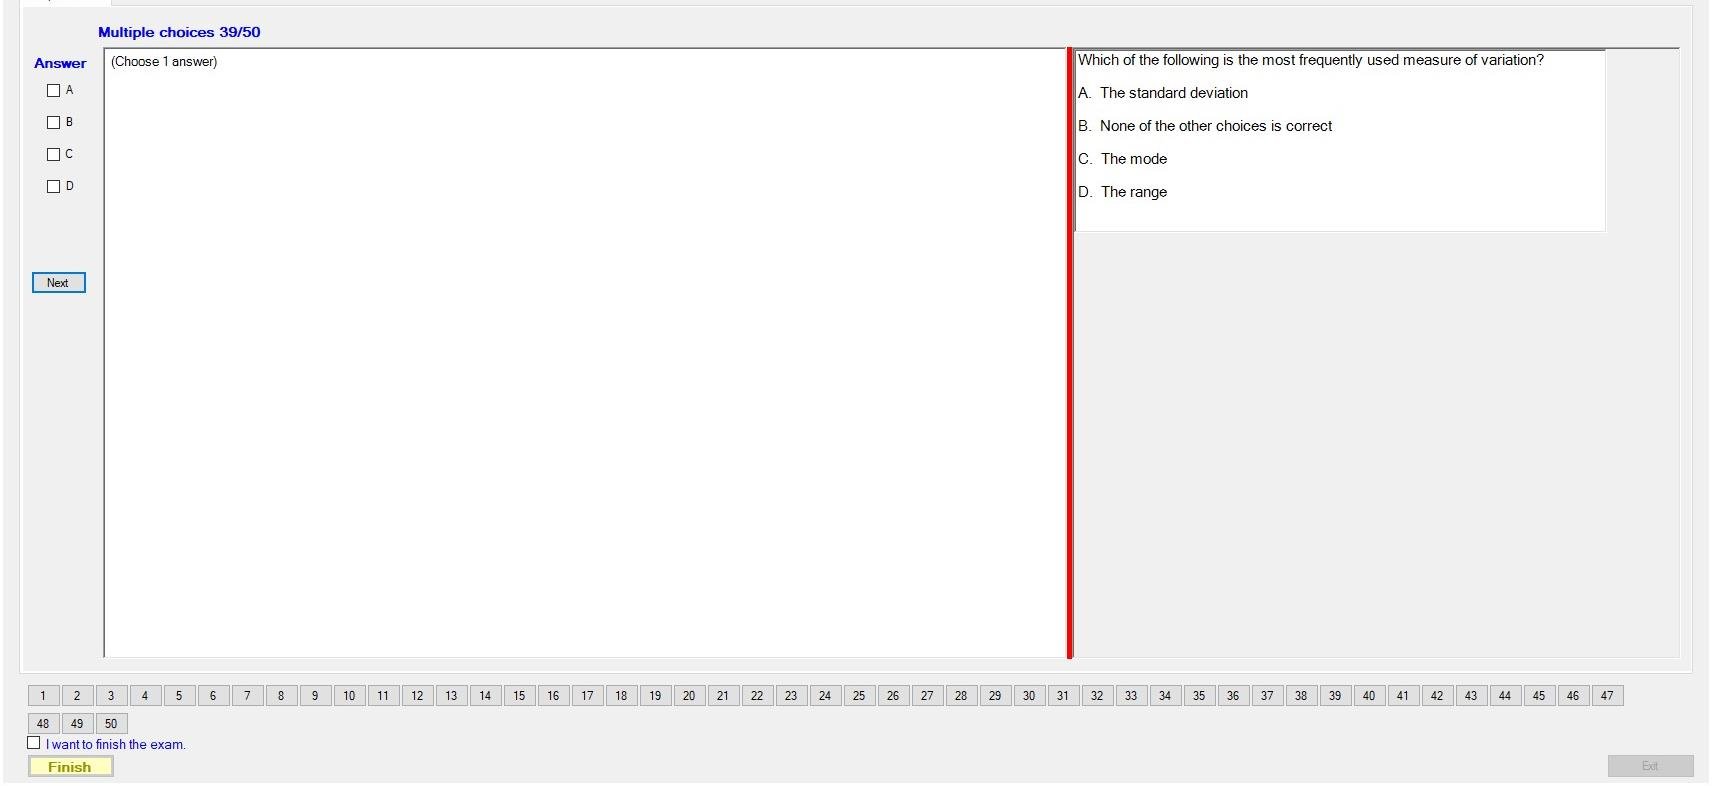 Multiple choices 39/50
Answer
(Choose 1 answer)
A
B
C
D
Next
Which of the following is the most frequently used measure of variation?
A. The standard deviation
B. None of the other choices is correct
C. The mode
D. The range
1 2 3 4 5 6 7 8 9 10 11 12 13 14 15 16 17 18 19 20 21 22 23 24 25 26 27 28 29 30 31 32 33 34 35 36 37 38 39 40 41 42 43 44 45 46 47
48 49 50
I want to finish the exam.
Finish
Exit